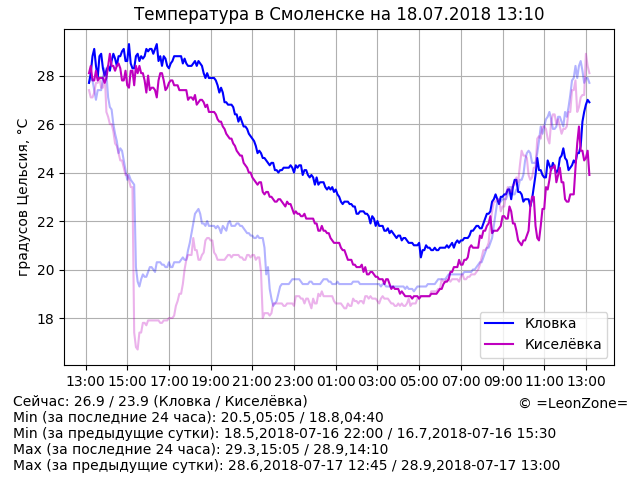 Температура в Смоленске на 18.07.2018 13:10
градусов Цельсия, °C
28
26
24
22
20
18
Кловка
Киселёвка
13:00 15:00 17:00 19:00 21:00 23:00 01:00 03:00 05:00 07:00 09:00 11:00 13:00
Сейчас: 26.9 / 23.9 (Кловка / Киселёвка)
© =LeonZone=
Min (за последние 24 часа): 20.5,05:05 / 18.8,04:40
Min (за предыдущие сутки): 18.5,2018-07-16 22:00 / 16.7,2018-07-16 15:30
Max (за последние 24 часа): 29.3,15:05 / 28.9,14:10
Max (за предыдущие сутки): 28.6,2018-07-17 12:45 / 28.9,2018-07-17 13:00